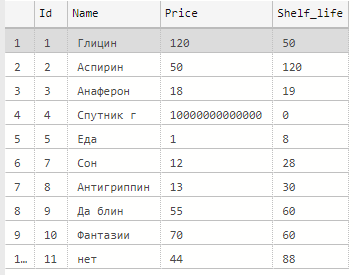 Id Name Price Shelf_life
1 1 Глицин 120 50
2 2 Аспирин 50 120
3 3 Анаферон 18 19
4 4 Спутник г 10000000000000 0
5 5 Еда 1 8
6 7 Сон 12 28
7 8 Антигриппин 13 30
8 9 Да блин 55 60
9 10 Фантазии 70 60
1… 11 нет 44 88